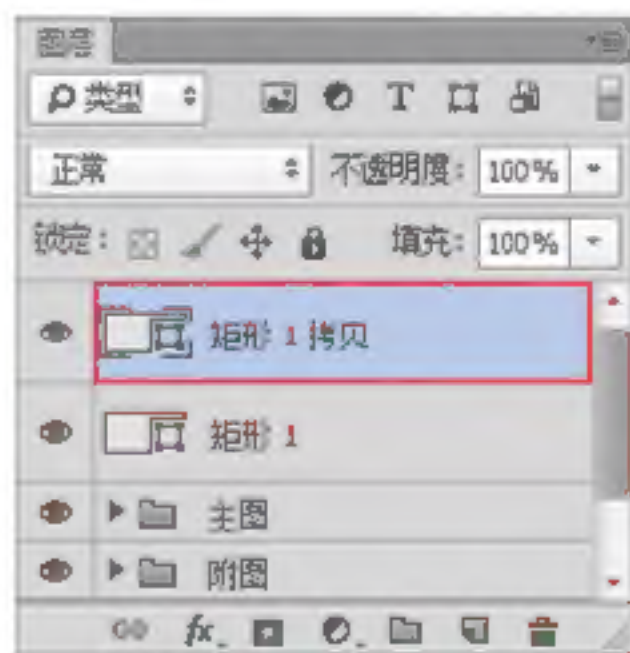 图层
类型
正常 不透明度: 100%
锁定: 填充: 100%
矩形 1 拷贝
矩形 1
主图
附图
fx.